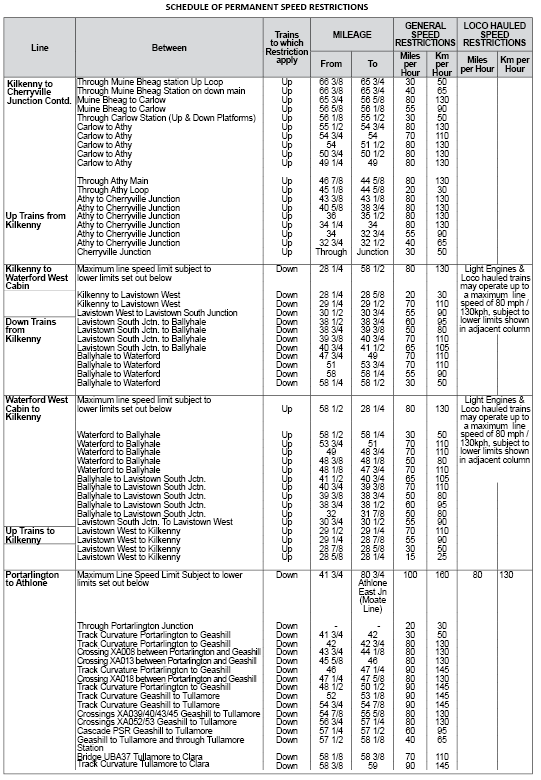 SCHEDULE OF PERMANENT SPEED RESTRICTIONS
Line Between Trains to which Restriction apply MILEAGE GENERAL SPEED RESTRICTIONS LOCO HAULED SPEED RESTRICTIONS
From To Miles per Hour Km per Hour Miles per Hour Km per Hour
Kilkenny to Through Muine Bheag station Up Loop Up 66 3/8 65 3/4 30 50
Cherryville Through Muine Bheag Station on down main Up 66 3/8 65 3/4 40 65
Junction Contd. Muine Bheag to Carlow Up 65 3/4 56 5/8 80 130
Muine Bheag to Carlow Up 56 5/8 56 1/8 55 90
Through Carlow Station (Up & Down Platforms) Up 56 1/8 55 1/2 30 50
Carlow to Athy Up 55 1/2 54 3/4 80 130
Carlow to Athy Up 54 3/4 54 70 110
Carlow to Athy Up 54 51 1/2 80 130
Carlow to Athy Up 50 3/4 50 1/2 80 130
Carlow to Athy Up 49 1/4 49 80 130
Through Athy Main Up 46 7/8 44 5/8 80 130
Through Athy Loop Up 45 1/8 44 5/8 20 30
Athy to Cherryville Junction Up 43 3/8 43 1/8 80 130
Athy to Cherryville Junction Up 40 5/8 38 3/4 80 130
Up Trains from Athy to Cherryville Junction Up 36 35 1/2 80 130
Kilkenny Athy to Cherryville Junction Up 34 1/4 34 80 130
Athy to Cherryville Junction Up 34 32 3/4 55 90
Athy to Cherryville Junction Up 32 3/4 32 1/2 40 65
Cherryville Junction Up Through Junction 30 50
Kilkenny to Maximum line speed limit subject to Down 28 1/4 58 1/2 80 130 Light Engines &
Waterford West lower limits set out below Loco hauled trains
Cabin may operate up to
Kilkenny to Lavistown West Down 28 1/4 28 5/8 20 30 a maximum line
Kilkenny to Lavistown West Down 29 1/4 29 1/2 70 110 speed of 80 mph /
Lavistown West to Lavistown South Junction Down 30 1/2 30 3/4 55 90 130kph, subject to
Down Trains Lavistown South Jctn. to Ballyhale Down 38 1/2 38 3/4 60 95 lower limits shown
from Lavistown South Jctn. to Ballyhale Down 38 3/4 39 3/8 50 80 in adjacent column
Kilkenny Lavistown South Jctn. to Ballyhale Down 39 3/8 40 3/4 70 110
Lavistown South Jctn. to Ballyhale Down 40 3/4 41 1/2 65 105
Ballyhale to Waterford Down 47 3/4 49 70 110
Ballyhale to Waterford Down 51 53 3/4 70 110
Ballyhale to Waterford Down 58 58 1/4 55 90
Ballyhale to Waterford Down 58 1/4 58 1/2 30 50
Waterford West Maximum line speed limit subject to Light Engines &
Cabin to lower limits set out below Up 58 1/2 28 1/4 80 130 Loco hauled trains
Kilkenny may operate up to
a maximum line
Waterford to Ballyhale Up 58 1/2 58 1/4 30 50 speed of 80 mph /
Waterford to Ballyhale Up 53 3/4 51 70 110 130kph, subject to
Waterford to Ballyhale Up 49 48 3/4 70 110 lower limits shown
Waterford to Ballyhale Up 48 3/8 48 1/8 50 80 in adjacent column
Waterford to Ballyhale Up 48 1/8 47 3/4 70 110
Ballyhale to Lavistown South Jctn. Up 41 1/2 40 3/4 65 105
Ballyhale to Lavistown South Jctn. Up 40 3/4 39 3/8 70 110
Ballyhale to Lavistown South Jctn. Up 39 3/8 38 3/4 50 80
Ballyhale to Lavistown South Jctn. Up 38 3/4 38 1/2 60 95
Ballyhale to Lavistown South Jctn. Up 32 31 7/8 50 80
Lavistown South Jctn. To Lavistown West Up 30 3/4 30 1/2 55 90
Up Trains to Lavistown West to Kilkenny Up 29 1/2 29 1/4 70 110
Kilkenny Lavistown West to Kilkenny Up 29 1/4 28 7/8 55 90
Lavistown West to Kilkenny Up 28 7/8 28 5/8 30 50
Lavistown West to Kilkenny Up 28 5/8 28 1/4 15 25
Portarlington Maximum Line Speed Limit Subject to lower Down 41 3/4 80 3/4 100 160 80 130
to Athlone limits set out below Athlone
East Jn
(Moate
Line)
Through Portarlington Junction Down - - 20 30
Track Curvature Portarlington to Geashill Down 41 3/4 42 30 50
Track Curvature Portarlington to Geashill Down 42 42 3/4 80 130
Crossing XA008 between Portarlington and Geashill Down 43 3/4 44 1/8 80 130
Crossing XA013 between Portarlington and Geashill Down 45 5/8 46 80 130
Track Curvature Portarlington to Geashill Down 46 47 1/4 90 145
Crossing XA018 between Portarlington and Geashill Down 47 1/4 47 5/8 80 130
Track Curvature Portarlington to Geashill Down 48 1/2 50 1/2 90 145
Track Curvature Geashill to Tullamore Down 52 53 1/8 90 145
Track Curvature Geashill to Tullamore Down 54 3/4 54 7/8 90 145
Crossings XA039/40/43/45 Geashill to Tullamore Down 54 7/8 55 5/8 80 130
Crossings XA052/53 Geashill to Tullamore Down 56 3/4 57 1/4 80 130
Cascade PSR Geashill to Tullamore Down 57 1/4 57 1/2 60 95
Geashill to Tullamore and through Tullamore Down 57 1/2 58 1/8 40 65
Station
Bridge UBA37 Tullamore to Clara Down 58 1/8 58 3/8 70 110
Track Curvature Tullamore to Clara Down 58 3/8 59 90 145